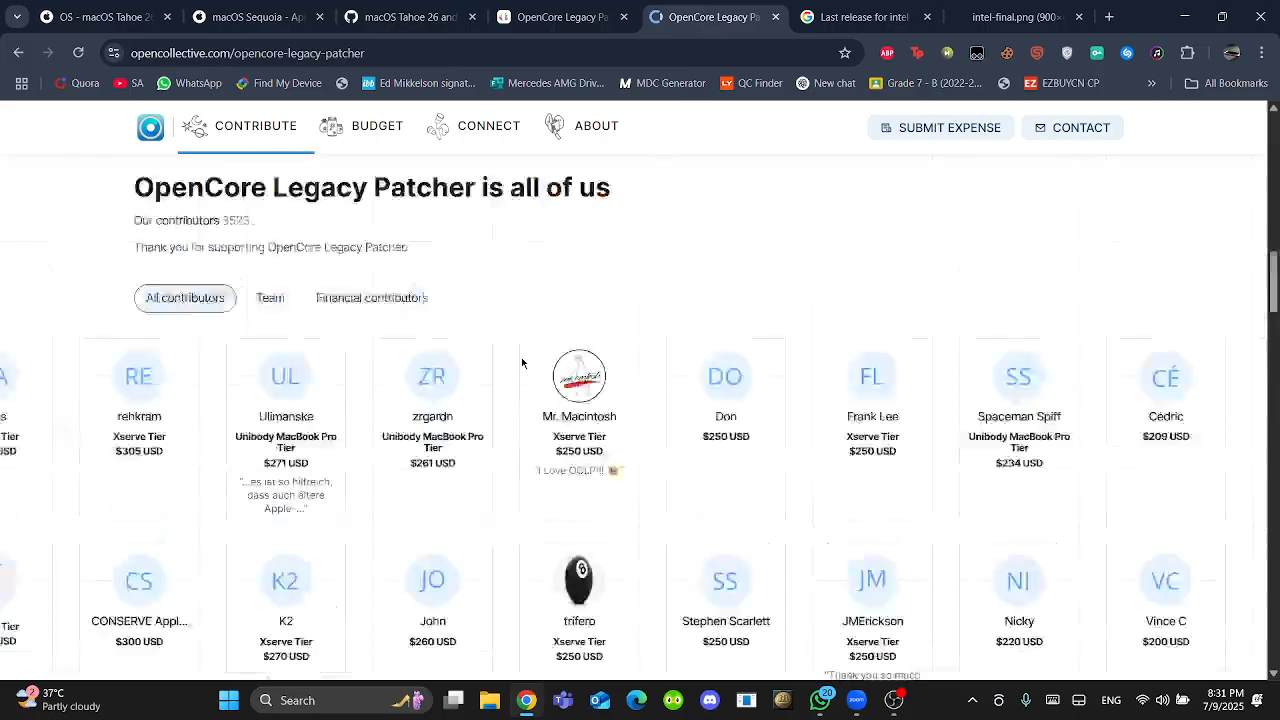 OS - Ap
macOS Sequoia - Ap
macOS Tahoe 26 and
OpenCore Legacy Pa
OpenCore Legacy Pa
Last release for intel
intel-final.png (900×
opencollective.com/opencore-legacy-patcher
Quora
SA
WhatsApp
Find My Device
Ed Mikkelson signat...
Mercedes AMG Driv...
MDC Generator
QC Finder
New chat
Grade 7 - B (2022-2...
EZBUYCN CP
All Bookmarks
CONTRIBUTE
BUDGET
CONNECT
ABOUT
SUBMIT EXPENSE
CONTACT
OpenCore Legacy Patcher is all of us
Our contributors
Thank you for supporting OpenCore Legacy Patcher.
All contributors
Team
Financial contributors
RE
UL
ZR
DO
FL
SS
CÉ
rehkram
Ulimanske
zrgardn
Mr. Macintosh
Don
Frank Lee
Spaceman Spiff
Cédric
Tier
Xserve Tier
$305 USD
Unibody MacBook Pro
Tier
$271 USD
Unibody MacBook Pro
Tier
$261 USD
Xserve Tier
$250 USD
$250 USD
Xserve Tier
$250 USD
Unibody MacBook Pro
Tier
$234 USD
$209 USD
"I Love OCLP!!!
"...es ist so hilfreich,
dass auch ältere
Apple-..."
CS
K2
JO
SS
JM
NI
VC
CONSERVE Appl...
K2
John
trifero
Stephen Scarlett
JMErickson
Nicky
Vince C
Tier
$300 USD
Xserve Tier
$270 USD
$260 USD
Xserve Tier
$250 USD
$250 USD
Xserve Tier
$250 USD
$220 USD
$200 USD
"Thank you so much
37°C
Partly cloudy
Search
20
ENG
8:31 PM
7/9/2025